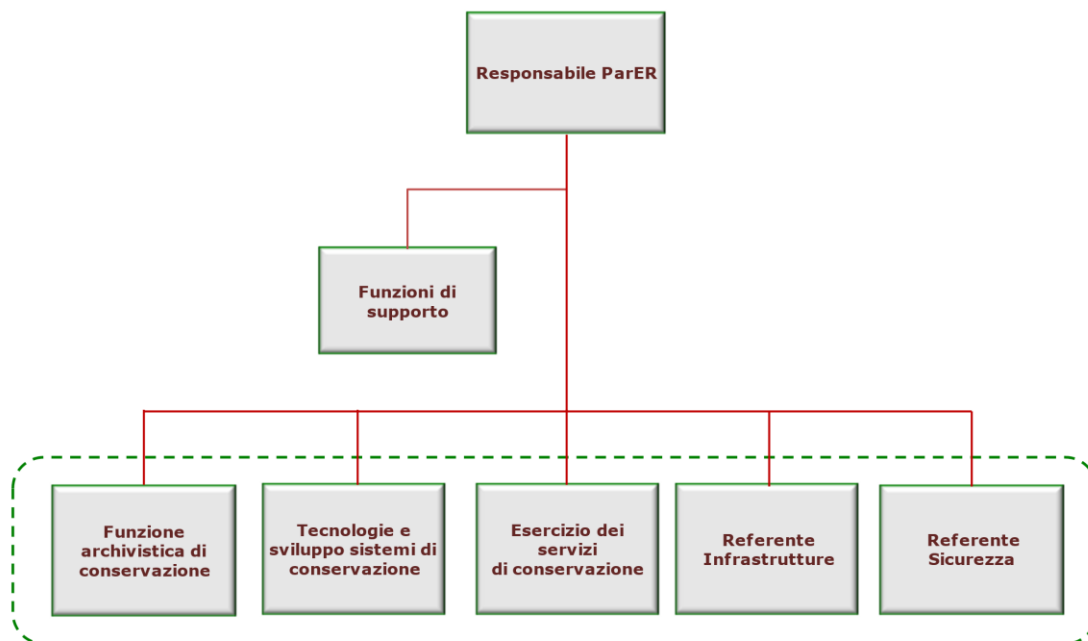 Responsabile ParER
Funzioni di
supporto
Funzione
archivistica di
conservazione
Tecnologie e
sviluppo sistemi di
conservazione
Esercizio dei
servizi
di conservazione
Referente
Infrastrutture
Referente
Sicurezza